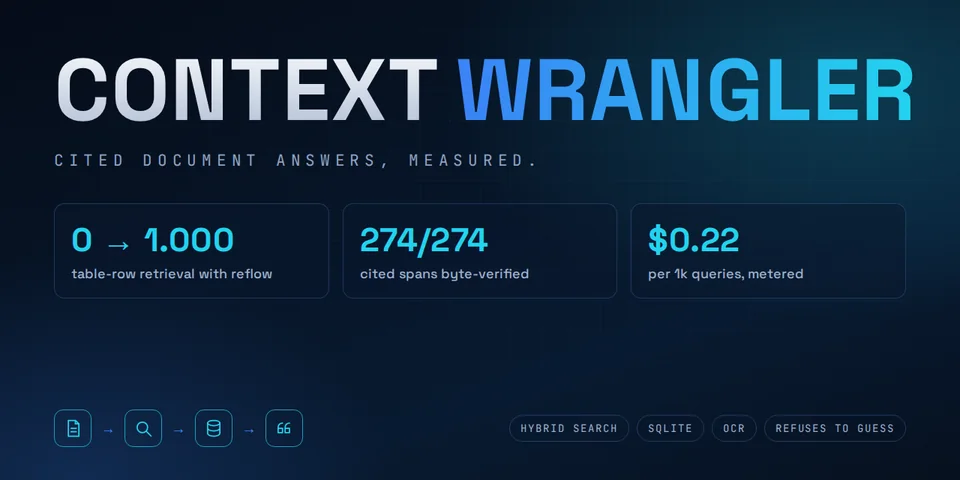 CONTEXT WRANGLER
CITED DOCUMENT ANSWERS, MEASURED.
0 → 1.000
table-row retrieval with reflow
274/274
cited spans byte-verified
$0.22
per 1k queries, metered
→ → →
HYBRID SEARCH SQLITE OCR REFUSES TO GUESS